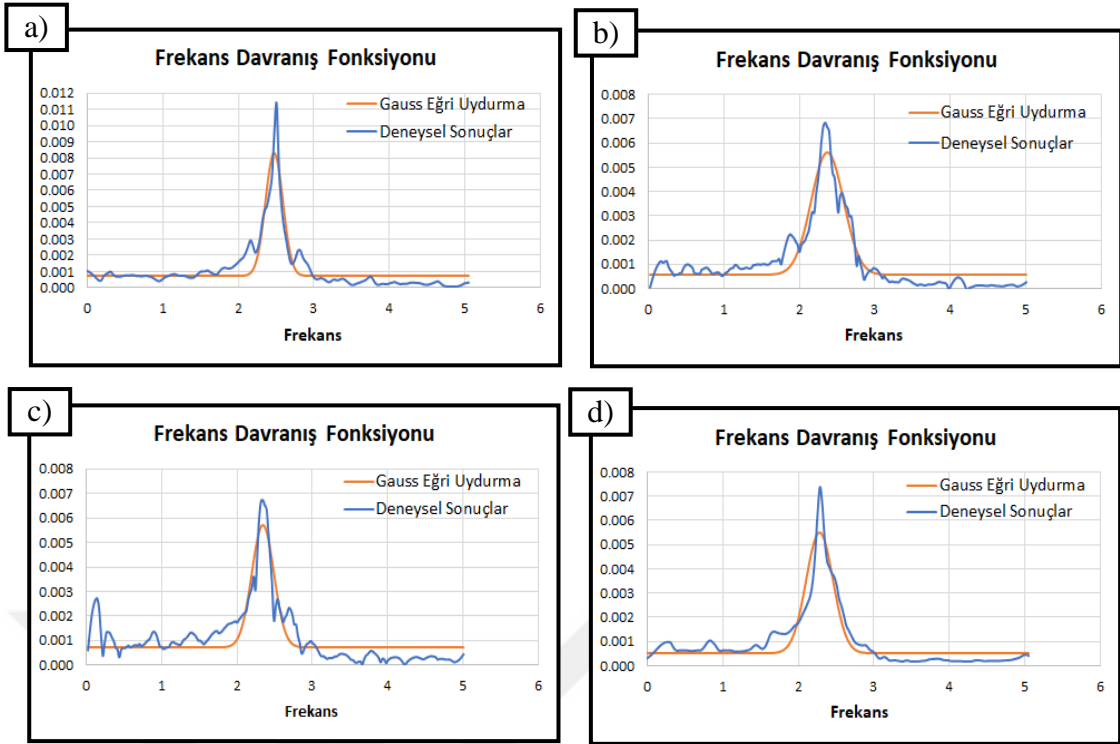 a)
Frekans Davranış Fonksiyonu
Gauss Eğri Uydurma
Deneysel Sonuçlar
0.012
0.011
0.010
0.009
0.008
0.007
0.006
0.005
0.004
0.003
0.002
0.001
0.000
0 1 2 3 4 5 6
Frekans
b)
Frekans Davranış Fonksiyonu
Gauss Eğri Uydurma
Deneysel Sonuçlar
0.008
0.007
0.006
0.005
0.004
0.003
0.002
0.001
0.000
0 1 2 3 4 5 6
Frekans
c)
Frekans Davranış Fonksiyonu
Gauss Eğri Uydurma
Deneysel Sonuçlar
0.008
0.007
0.006
0.005
0.004
0.003
0.002
0.001
0.000
0 1 2 3 4 5 6
Frekans
d)
Frekans Davranış Fonksiyonu
Gauss Eğri Uydurma
Deneysel Sonuçlar
0.008
0.007
0.006
0.005
0.004
0.003
0.002
0.001
0.000
0 1 2 3 4 5 6
Frekans